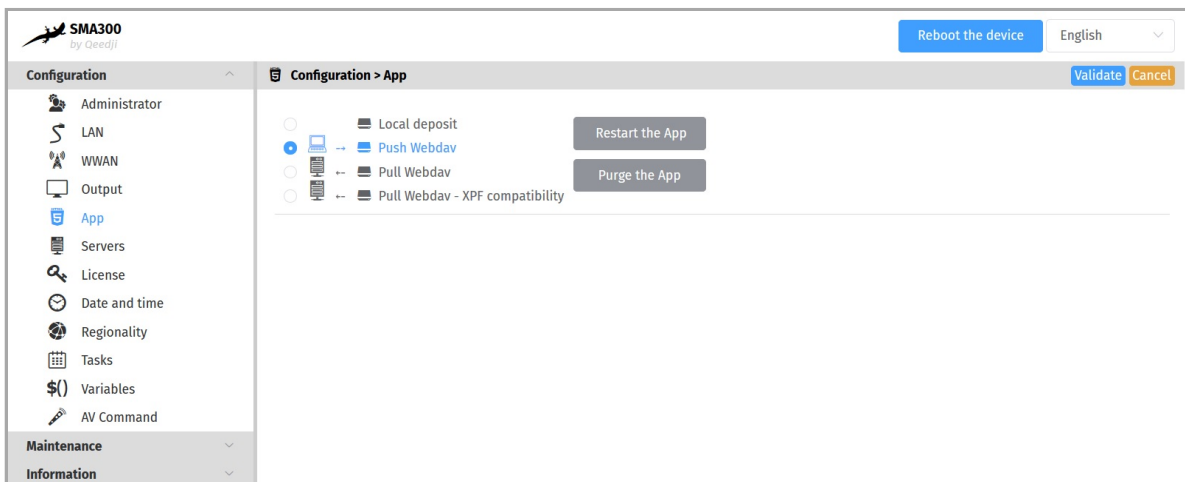 SMA300
by Qeedji
Reboot the device
English
Configuration
Configuration > App
Validate
Cancel
Administrator
LAN
WWAN
Output
App
Servers
License
Date and time
Regionality
Tasks
$() Variables
AV Command
Maintenance
Information
Local deposit
Push Webdav
Pull Webdav
Pull Webdav - XPF compatibility
Restart the App
Purge the App